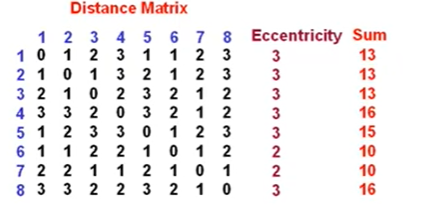 Distance Matrix
1 2 3 4 5 6 7 8 Eccentricity Sum
1 0 1 2 3 1 1 2 3 3 13
2 1 0 1 3 2 1 2 3 3 13
3 2 1 0 2 3 2 1 2 3 13
4 3 3 2 0 3 2 1 2 3 16
5 1 2 3 3 0 1 2 3 3 15
6 1 1 2 2 1 0 1 2 2 10
7 2 2 1 1 2 1 0 1 2 10
8 3 3 2 2 3 2 1 0 3 16